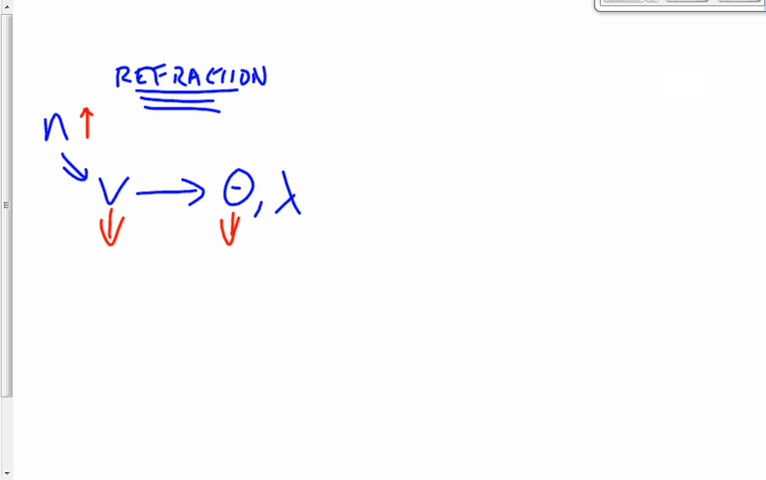 REFRACTION
n ↑
V → θ, λ